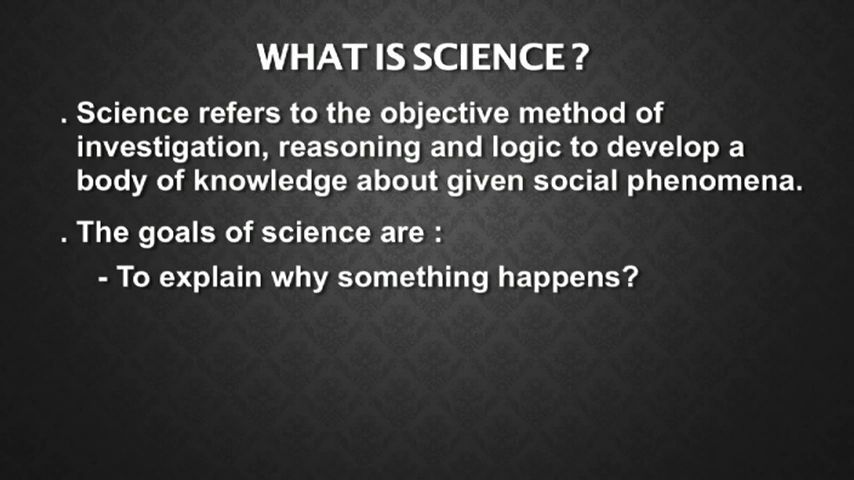 WHAT IS SCIENCE ?
. Science refers to the objective method of
investigation, reasoning and logic to develop a
body of knowledge about given social phenomena.
. The goals of science are :
- To explain why something happens?